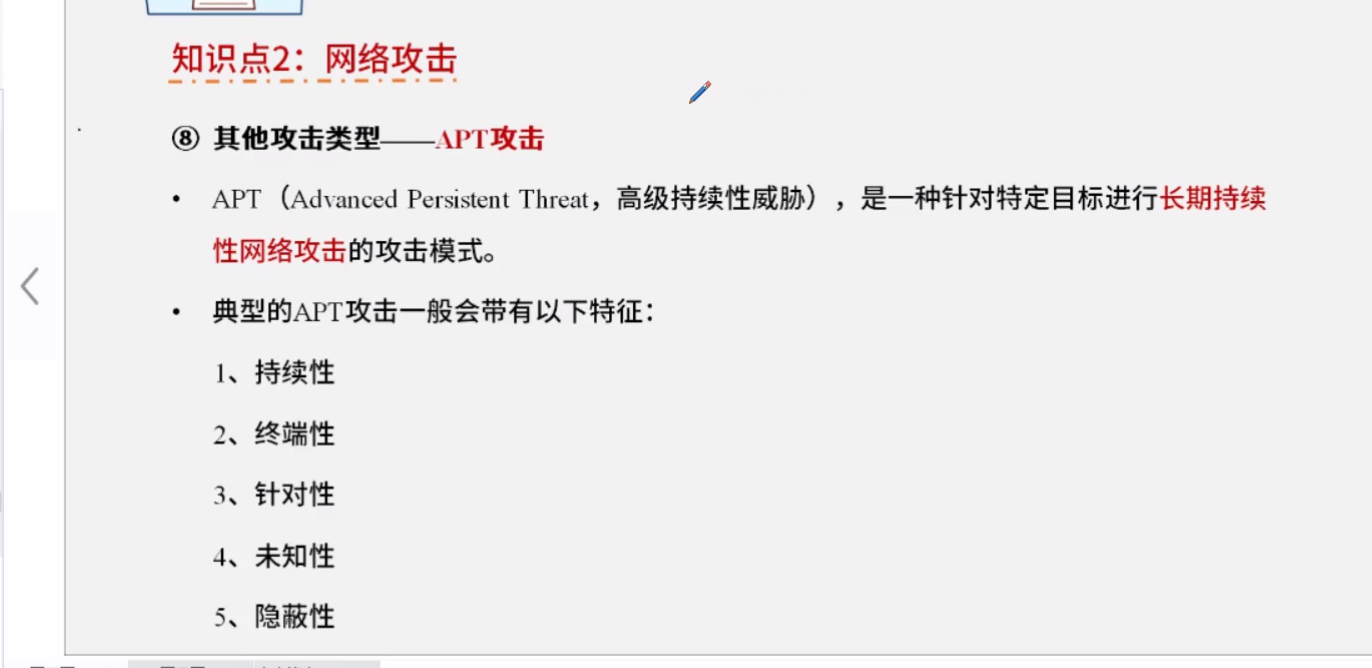 知识点2：网络攻击
⑧ 其他攻击类型——APT攻击
• APT（Advanced Persistent Threat，高级持续性威胁），是一种针对特定目标进行长期持续
性网络攻击的攻击模式。
• 典型的APT攻击一般会带有以下特征：
1、持续性
2、终端性
3、针对性
4、未知性
5、隐蔽性